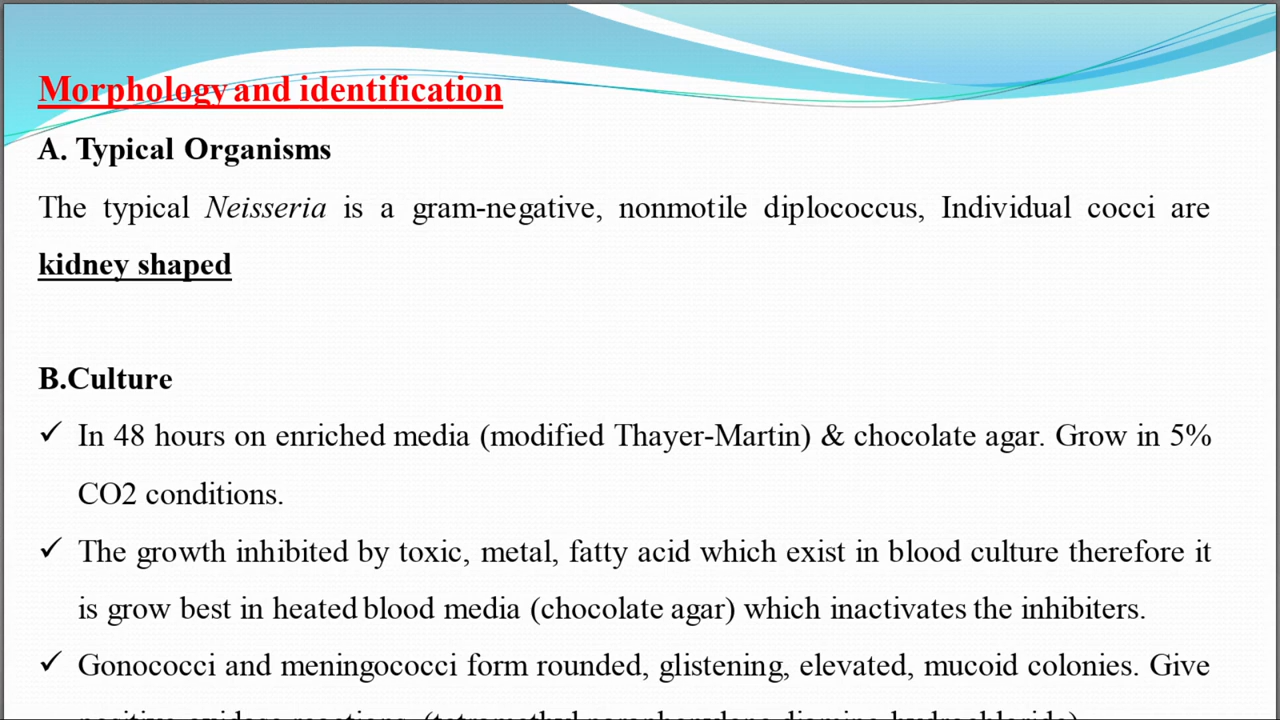 Morphology and identification
A. Typical Organisms
The typical Neisseria is a gram-negative, nonmotile diplococcus, Individual cocci are
kidney shaped
B.Culture
✓ In 48 hours on enriched media (modified Thayer-Martin) & chocolate agar. Grow in 5%
CO2 conditions.
✓ The growth inhibited by toxic, metal, fatty acid which exist in blood culture therefore it
is grow best in heated blood media (chocolate agar) which inactivates the inhibiters.
✓ Gonococci and meningococci form rounded, glistening, elevated, mucoid colonies. Give